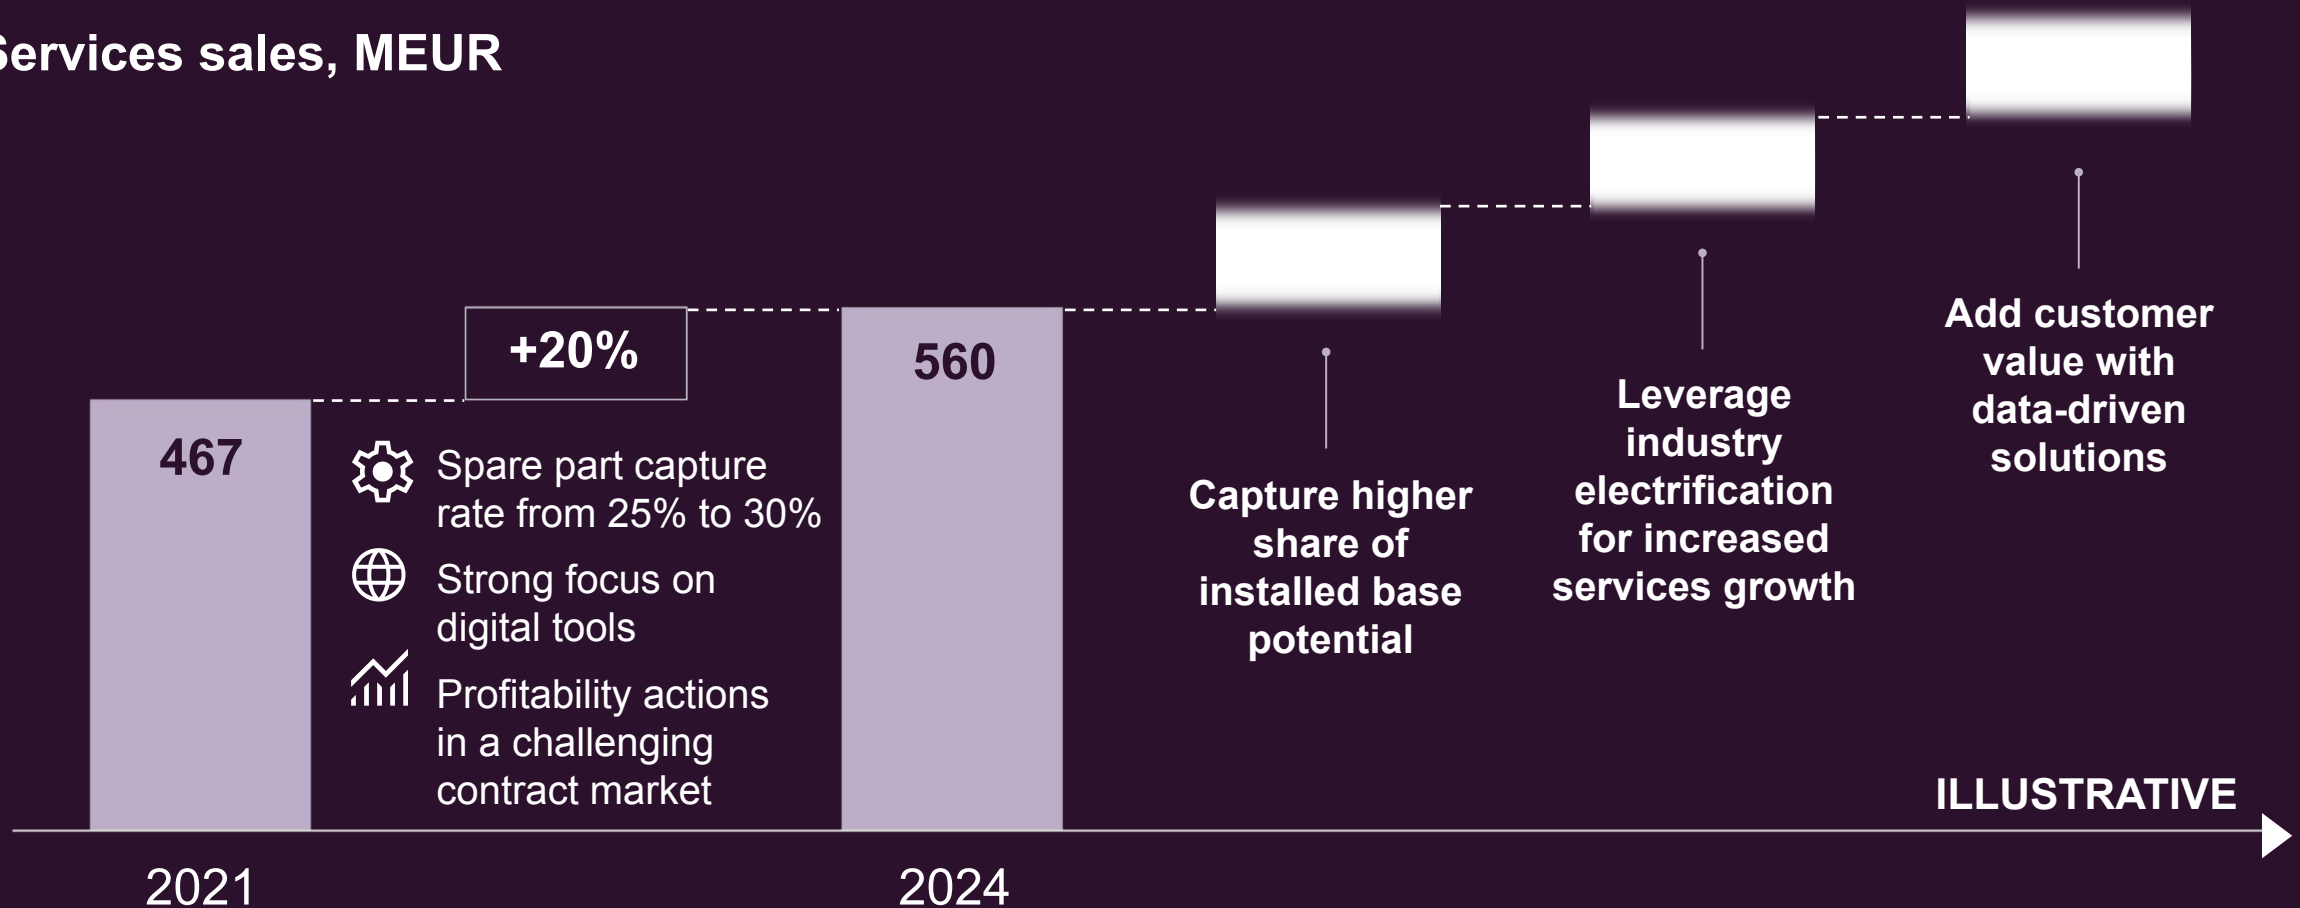 Services sales, MEUR
+20%
467
560
Spare part capture
rate from 25% to 30%
Strong focus on
digital tools
Profitability actions
in a challenging
contract market
Capture higher
share of
installed base
potential
Leverage
industry
electrification
for increased
services growth
Add customer
value with
data-driven
solutions
ILLUSTRATIVE
2021
2024